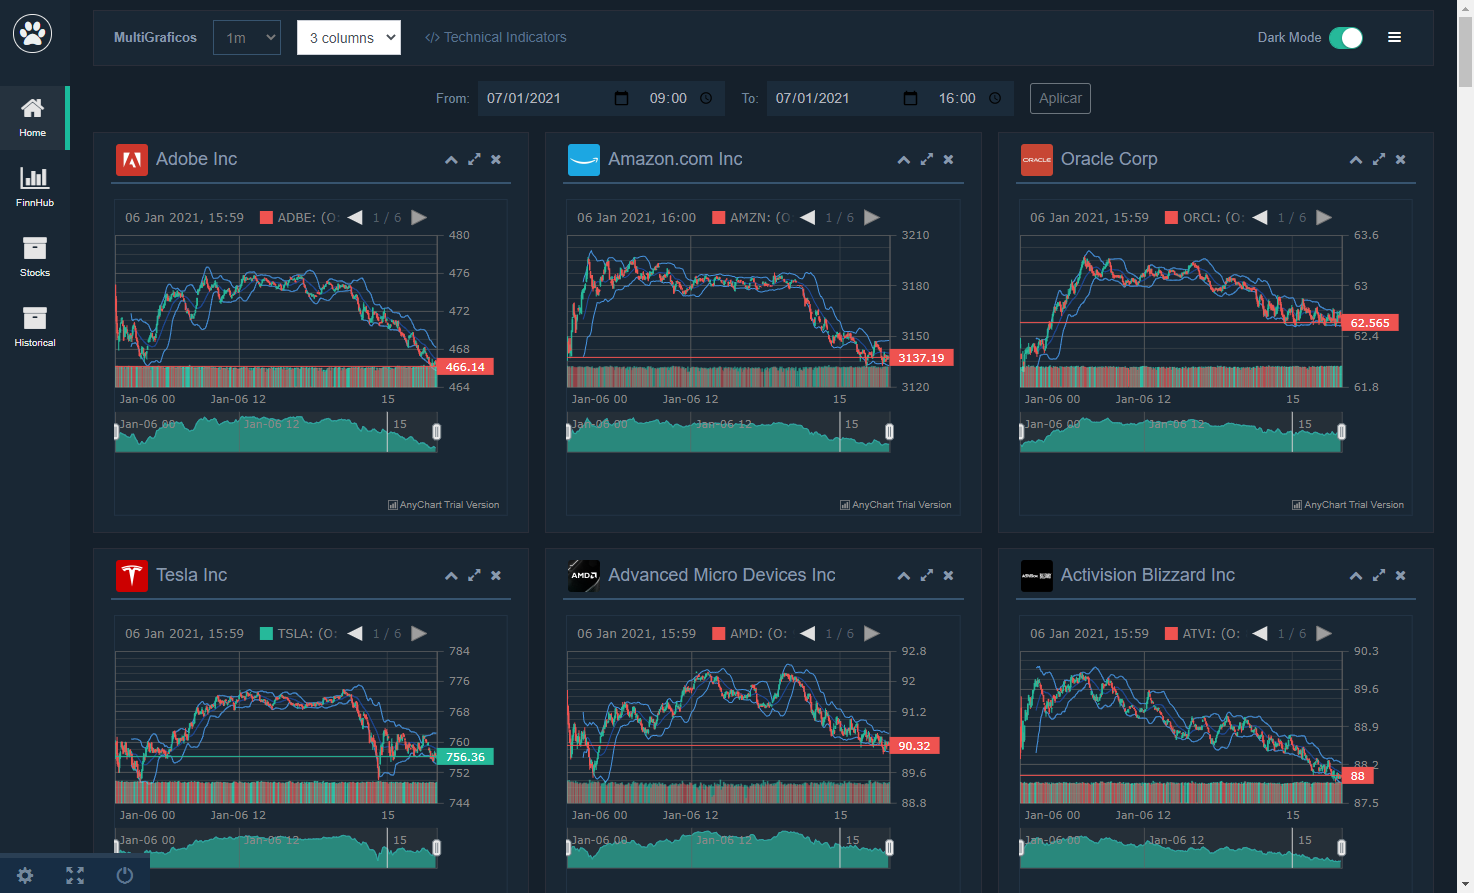 MultiGraficos 1m 3 columns </> Technical Indicators Dark Mode
From: 07/01/2021 09:00 To: 07/01/2021 16:00 Aplicar
Home
FinnHub
Stocks
Historical
Adobe Inc
06 Jan 2021, 15:59 ADBE: (O: 1 / 6
480
476
472
468
466.14
464
Jan-06 00 Jan-06 12 15
Jan-06 00 Jan-06 12 15
AnyChart Trial Version
Amazon.com Inc
06 Jan 2021, 16:00 AMZN: (O: 1 / 6
3210
3180
3150
3137.19
3120
Jan-06 00 Jan-06 12 15
Jan-06 00 Jan-06 12 15
AnyChart Trial Version
ORACLE Oracle Corp
06 Jan 2021, 15:59 ORCL: (O: 1 / 6
63.6
63
62.565
62.4
61.8
Jan-06 00 Jan-06 12 15
Jan-06 00 Jan-06 12 15
AnyChart Trial Version
Tesla Inc
06 Jan 2021, 15:59 TSLA: (O: 1 / 6
784
776
768
760
756.36
752
744
Jan-06 00 Jan-06 12 15
Jan-06 00 Jan-06 12 15
AMD Advanced Micro Devices Inc
06 Jan 2021, 15:59 AMD: (O: 1 / 6
92.8
92
91.2
90.32
89.6
88.8
Jan-06 00 Jan-06 12 15
Jan-06 00 Jan-06 12 15
Activision Blizzard Inc
06 Jan 2021, 15:59 ATVI: (O: 1 / 6
90.3
89.6
88.9
88.2
88
87.5
Jan-06 00 Jan-06 12 15
Jan-06 00 Jan-06 12 15